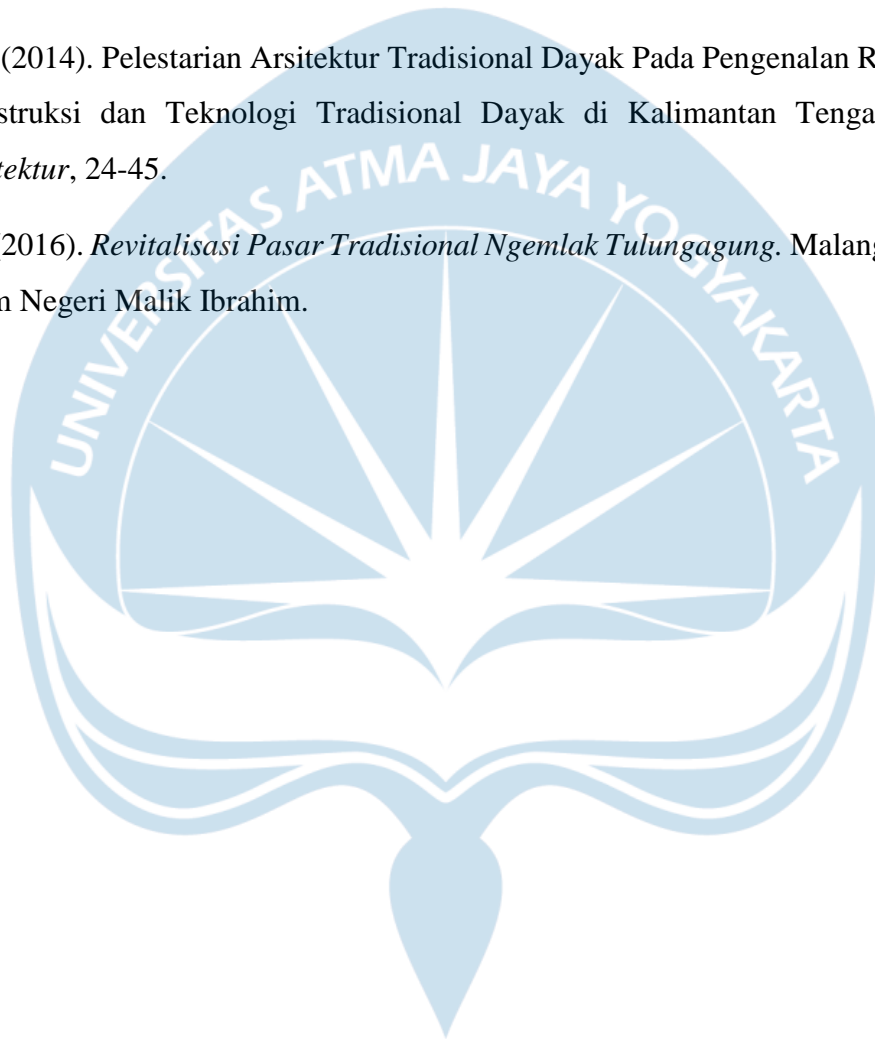 (2014). Pelestarian Arsitektur Tradisional Dayak Pada Pengenalan R
struksi dan Teknologi Tradisional Dayak di Kalimantan Tenga
tektur, 24-45.
(2016). Revitalisasi Pasar Tradisional Ngemlak Tulungagung. Malang
m Negeri Malik Ibrahim.
UNIVERSITAS ATMA JAYA YOGYAKARTA